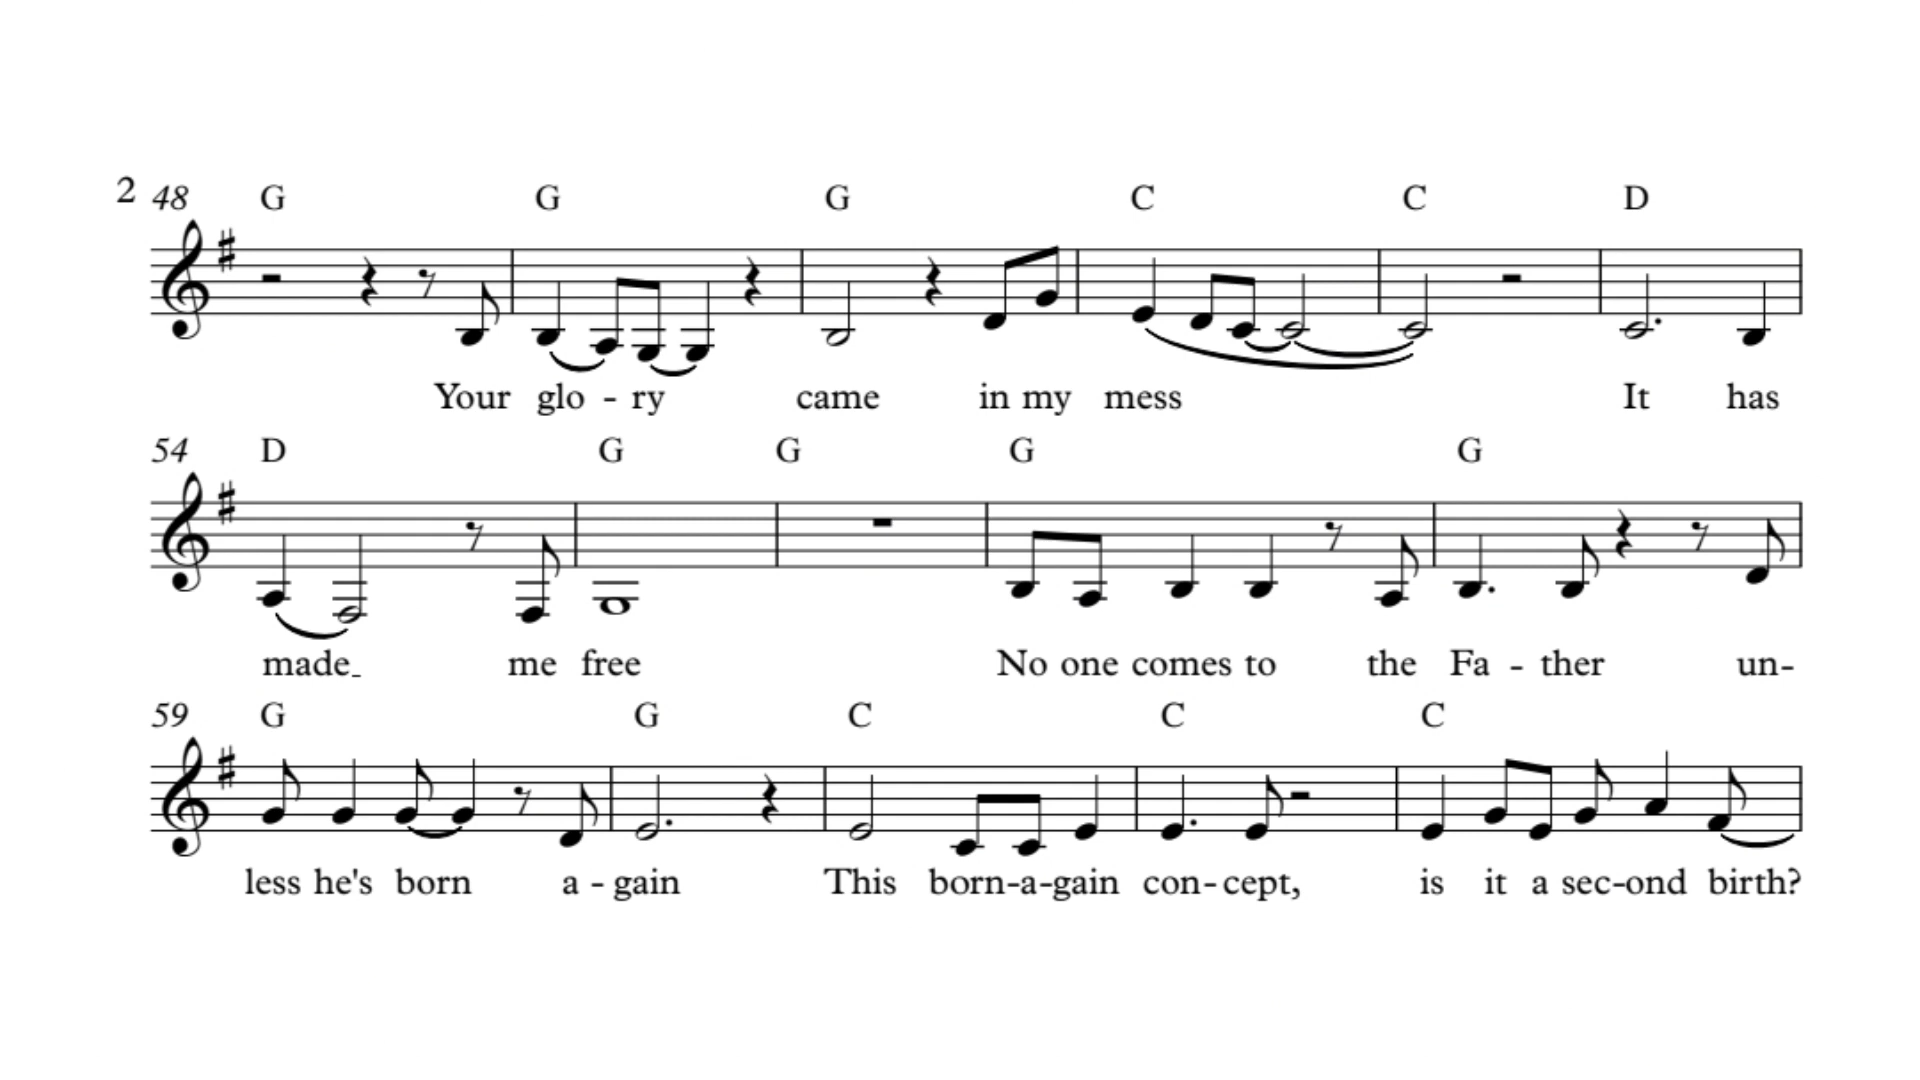 2 48 G G G C C D
Your glo - ry came in my mess It has
54 D G G G G
made_ me free No one comes to the Fa - ther un-
59 G G C C C
less he's born a - gain This born-a-gain con-cept, is it a sec-ond birth?